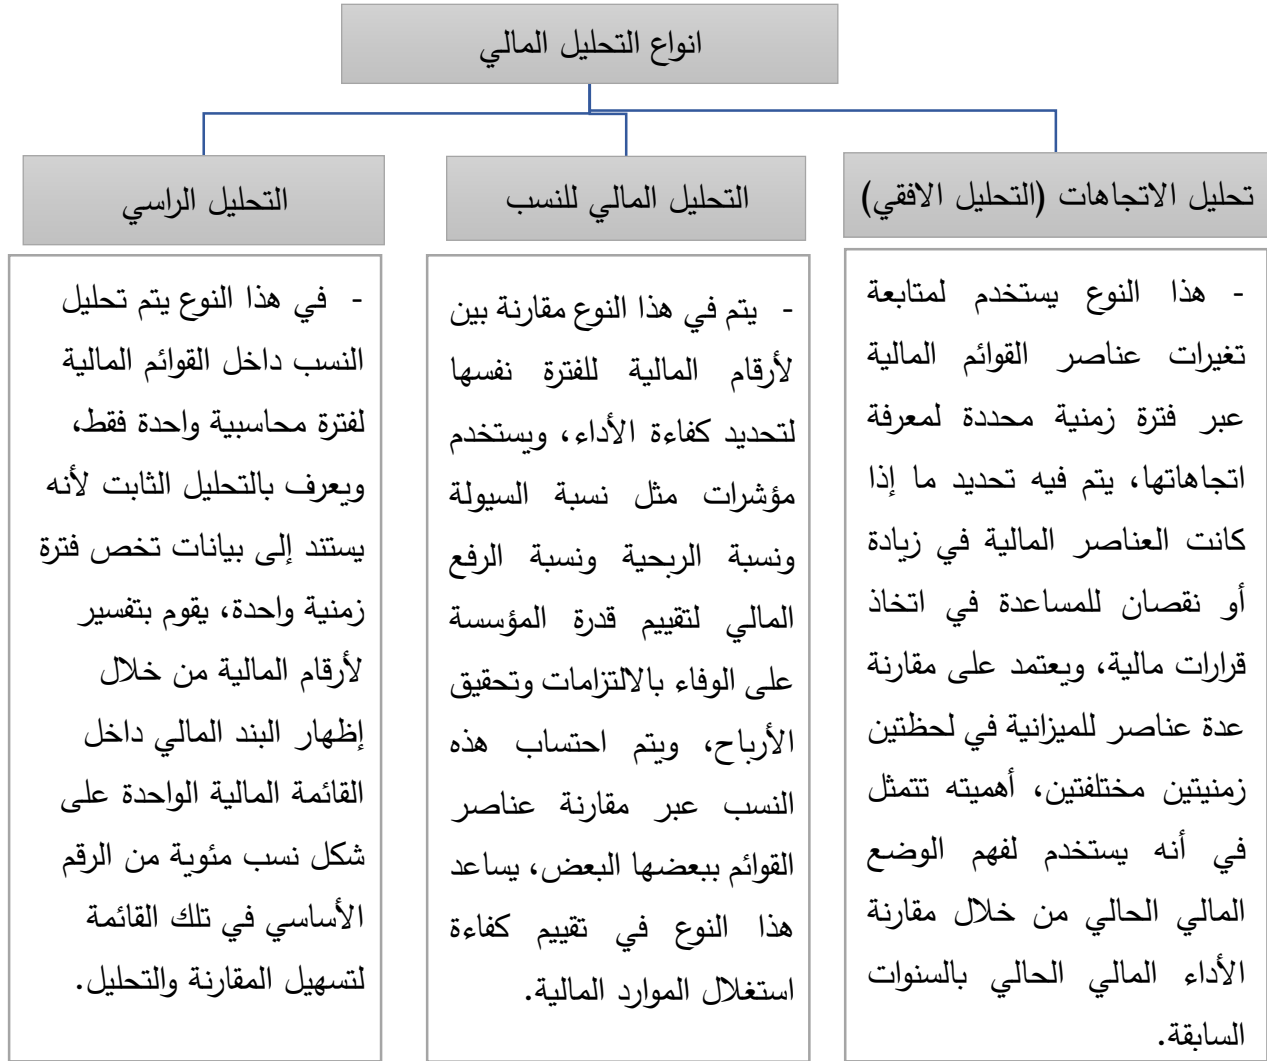 انواع التحليل المالي
تحليل الاتجاهات (التحليل الافقي)
- هذا النوع يستخدم لمتابعة
تغيرات عناصر القوائم المالية
عبر فترة زمنية محددة لمعرفة
اتجاهاتها، يتم فيه تحديد ما إذا
كانت العناصر المالية في زيادة
أو نقصان للمساعدة في اتخاذ
قرارات مالية، ويعتمد على مقارنة
عدة عناصر للميزانية في لحظتين
زمنيتين مختلفتين، أهميته تتمثل
في أنه يستخدم لفهم الوضع
المالي الحالي من خلال مقارنة
الأداء المالي الحالي بالسنوات
السابقة.
التحليل المالي للنسب
- يتم في هذا النوع مقارنة بين
لأرقام المالية للفترة نفسها
لتحديد كفاءة الأداء، ويستخدم
مؤشرات مثل نسبة السيولة
ونسبة الربحية ونسبة الرفع
المالي لتقييم قدرة المؤسسة
على الوفاء بالالتزامات وتحقيق
الأرباح، ويتم احتساب هذه
النسب عبر مقارنة عناصر
القوائم ببعضها البعض، يساعد
هذا النوع في تقييم كفاءة
استغلال الموارد المالية.
التحليل الراسي
- في هذا النوع يتم تحليل
النسب داخل القوائم المالية
لفترة محاسبية واحدة فقط،
ويعرف بالتحليل الثابت لأنه
يستند إلى بيانات تخص فترة
زمنية واحدة، يقوم بتفسير
لأرقام المالية من خلال
إظهار البند المالي داخل
القائمة المالية الواحدة على
شكل نسب مئوية من الرقم
الأساسي في تلك القائمة
لتسهيل المقارنة والتحليل.